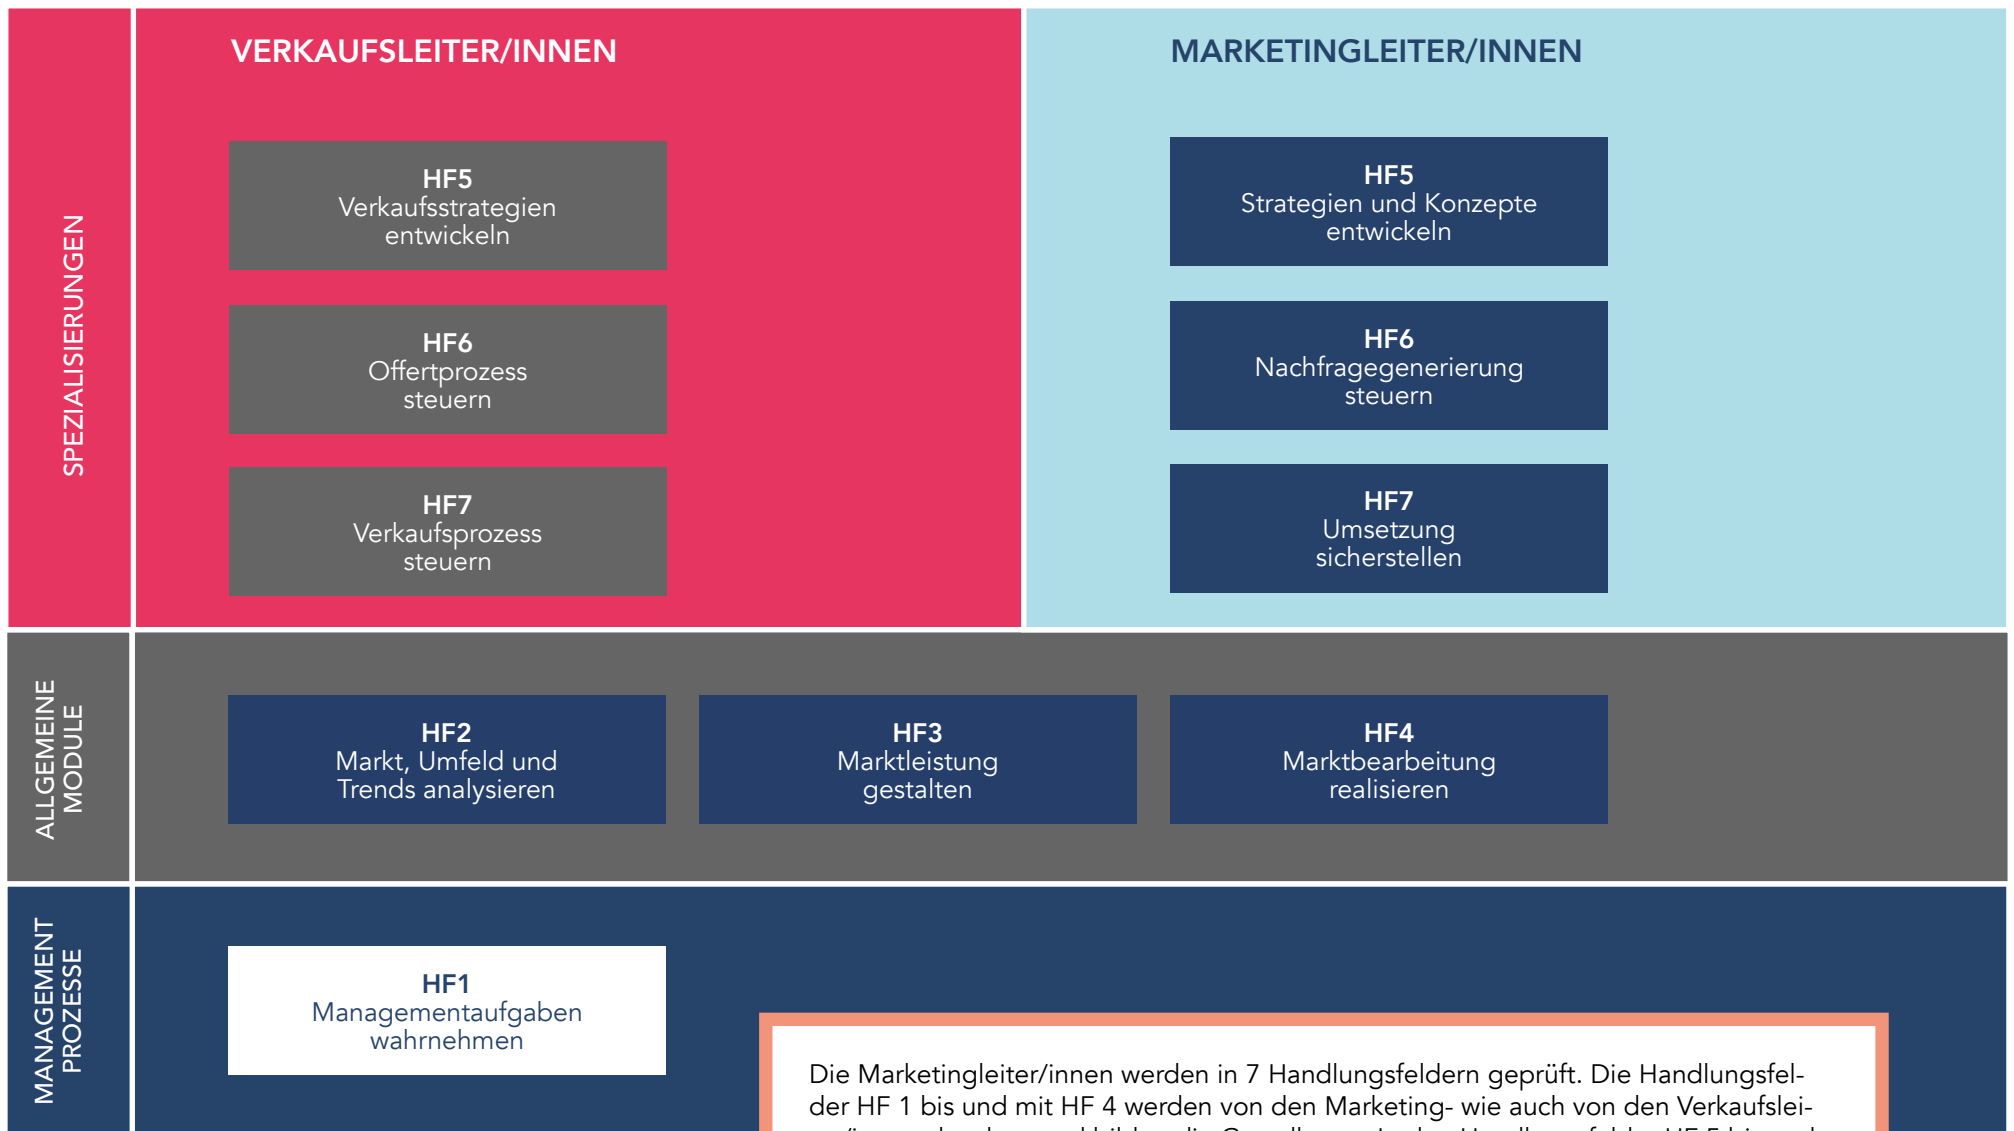 VERKAUFSLEITER/INNEN
MARKETINGLEITER/INNEN
SPEZIALISIERUNGEN
HF5
Verkaufsstrategien
entwickeln
HF5
Strategien und Konzepte
entwickeln
HF6
Offertprozess
steuern
HF6
Nachfragegenerierung
steuern
HF7
Verkaufsprozess
steuern
HF7
Umsetzung
sicherstellen
ALLGEMEINE
MODULE
HF2
Markt, Umfeld und
Trends analysieren
HF3
Marktleistung
gestalten
HF4
Marktbearbeitung
realisieren
MANAGEMENT
PROZESSE
HF1
Managementaufgaben
wahrnehmen
Die Marketingleiter/innen werden in 7 Handlungsfeldern geprüft. Die Handlungsfel-
der HF 1 bis und mit HF 4 werden von den Marketing- wie auch von den Verkaufslei-